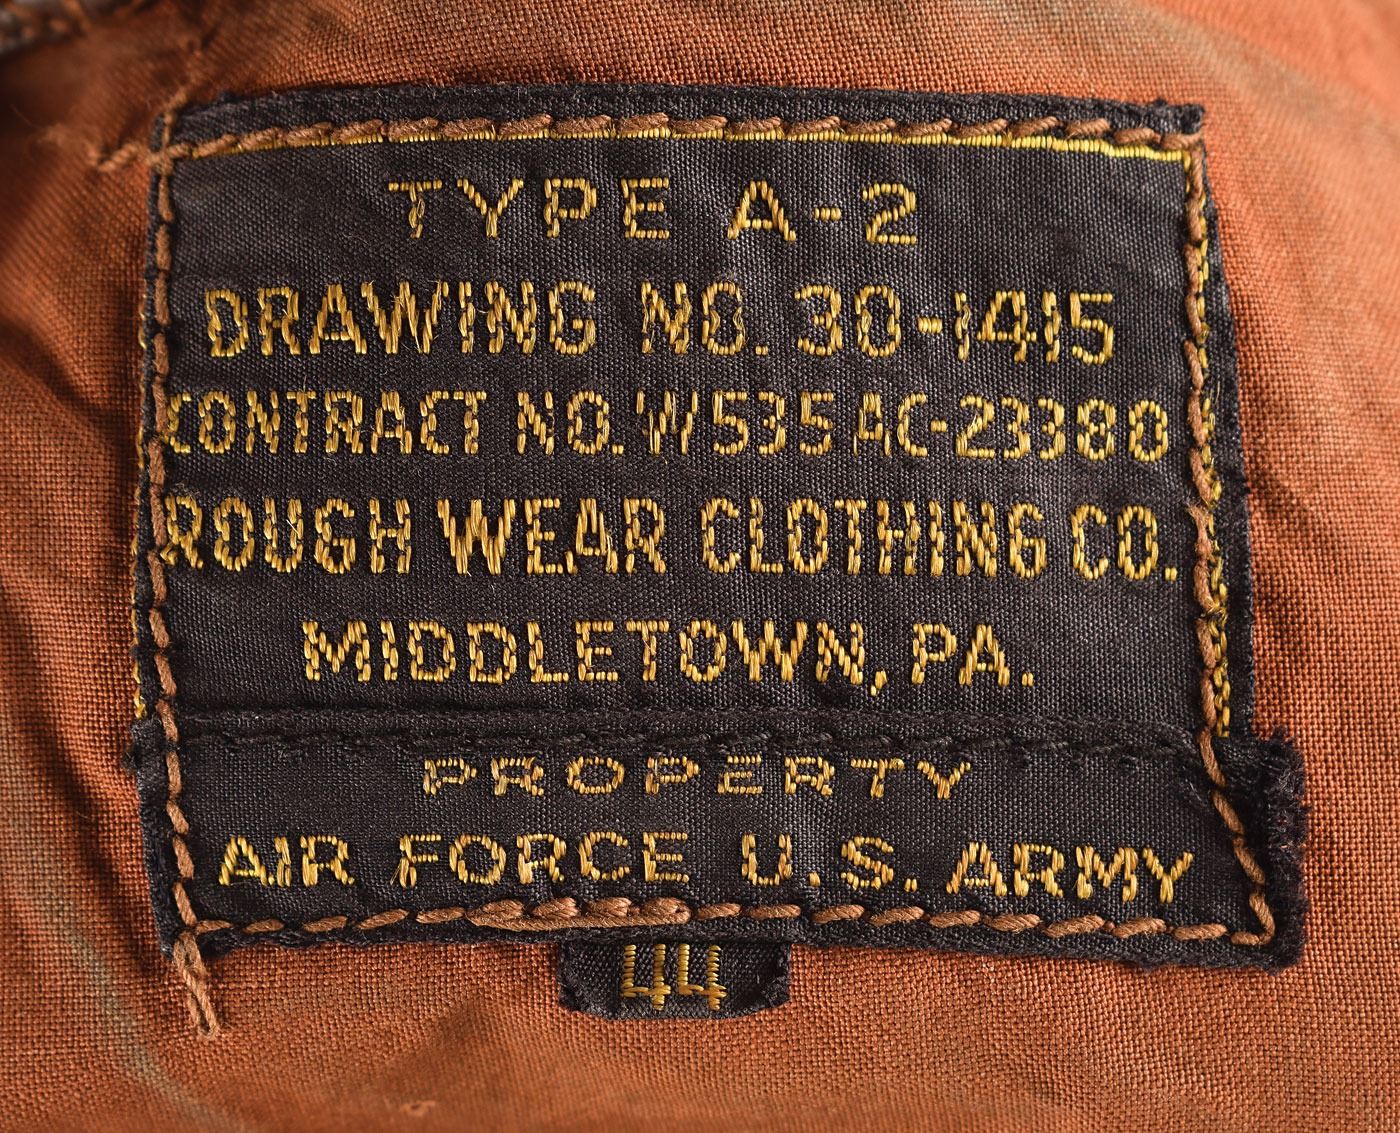 TYPE A-2
DRAWING NO. 30-1415
CONTRACT NO. W535AC-23380
ROUGH WEAR CLOTHING CO.
MIDDLETOWN, PA.
PROPERTY
AIR FORCE U.S. ARMY
44